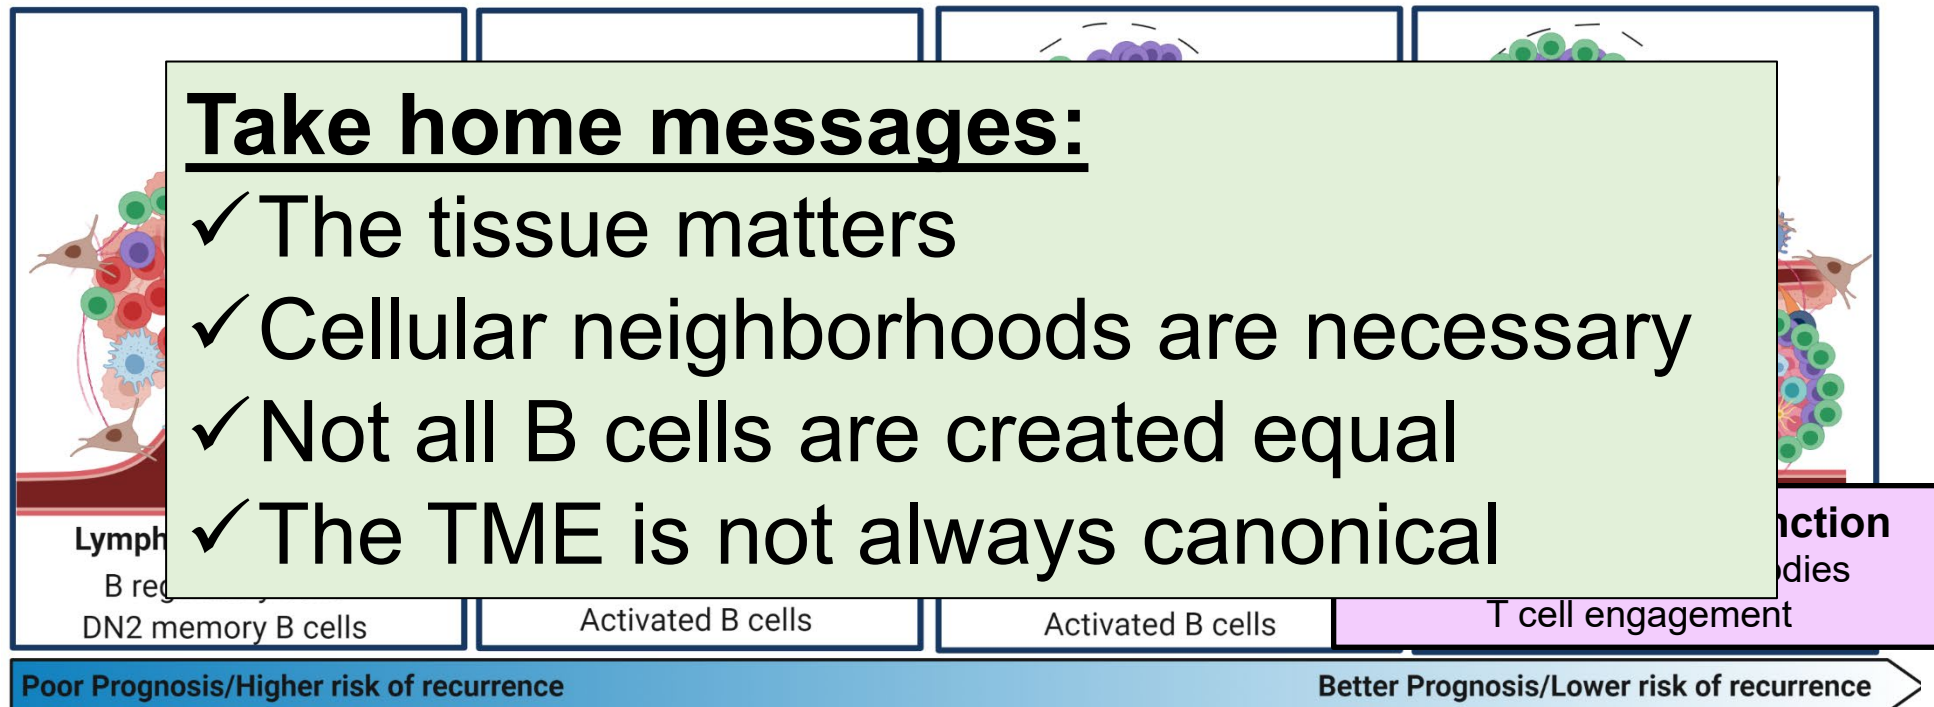 Take home messages:
✓The tissue matters
✓Cellular neighborhoods are necessary
✓Not all B cells are created equal
✓The TME is not always canonical
DN2 memory B cells
Activated B cells
Activated B cells
T cell engagement
Poor Prognosis/Higher risk of recurrence
Better Prognosis/Lower risk of recurrence